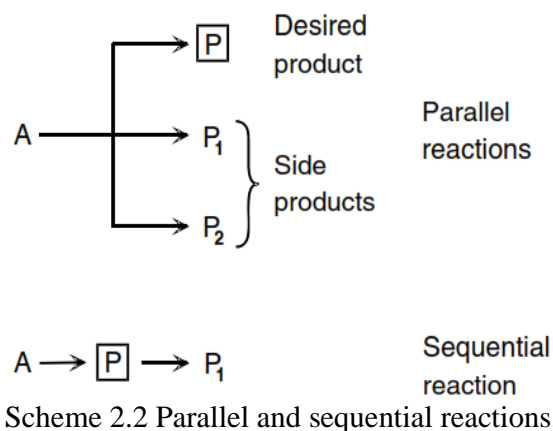 P Desired
product
A P₁ Parallel
reactions
Side
products
P₂
A P P₁ Sequential
reaction
Scheme 2.2 Parallel and sequential reactions